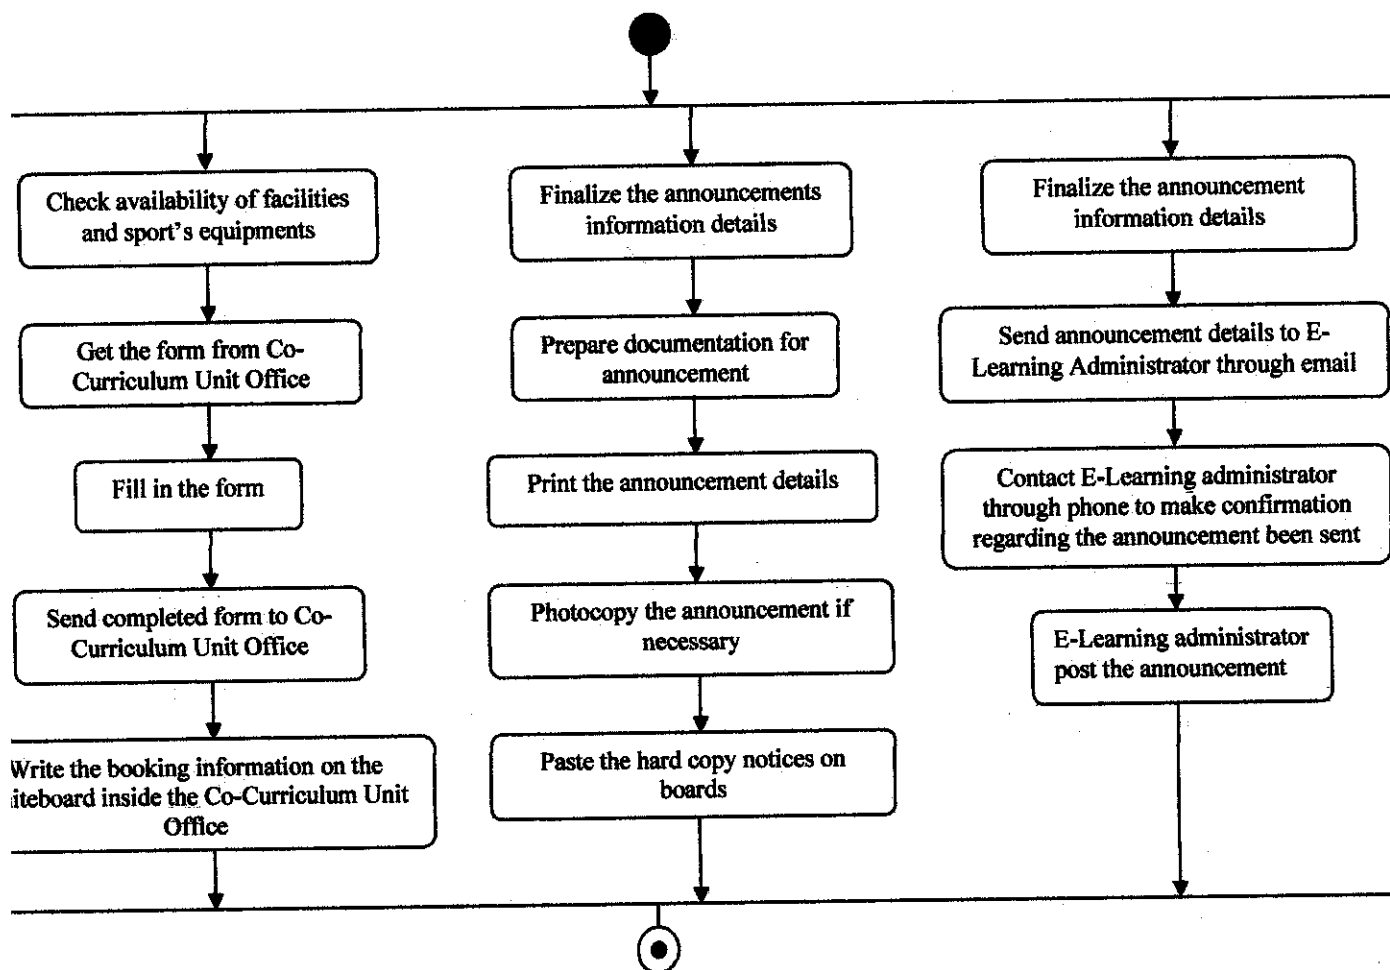 Check availability of facilities
and sport's equipments
Get the form from Co-
Curriculum Unit Office
Fill in the form
Send completed form to Co-
Curriculum Unit Office
Write the booking information on the
iteboard inside the Co-Curriculum Unit
Office
Finalize the announcements
information details
Prepare documentation for
announcement
Print the announcement details
Photocopy the announcement if
necessary
Paste the hard copy notices on
boards
Finalize the announcement
information details
Send announcement details to E-
Learning Administrator through email
Contact E-Learning administrator
through phone to make confirmation
regarding the announcement been sent
E-Learning administrator
post the announcement